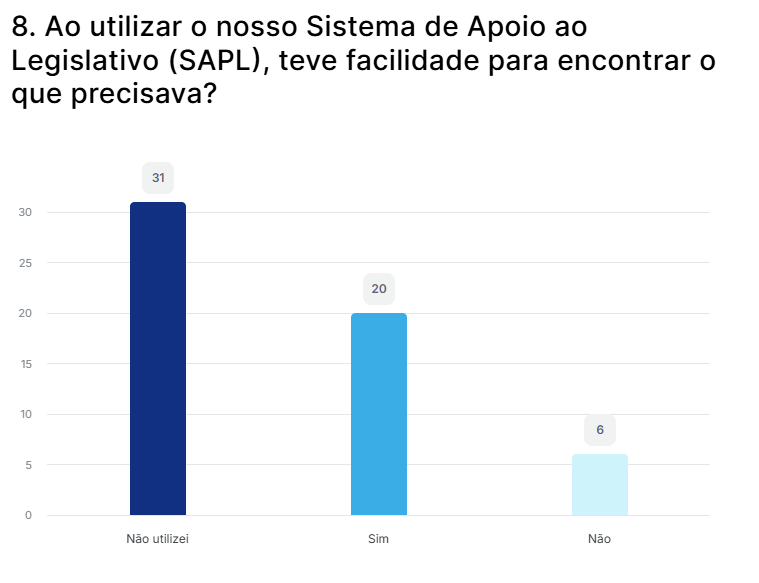 8. Ao utilizar o nosso Sistema de Apoio ao
Legislativo (SAPL), teve facilidade para encontrar o
que precisava?
31
30
25
20
20
15
10
6
5
0
Não utilizei
Sim
Não